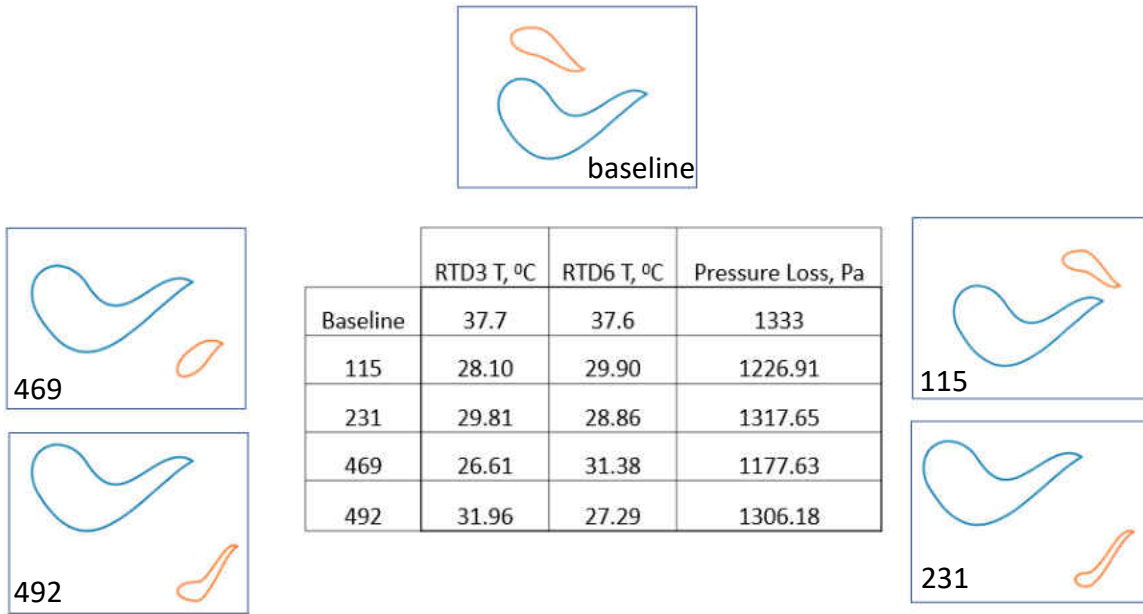 baseline
469
115
RTD3 T, ⁰C RTD6 T, ⁰C Pressure Loss, Pa
Baseline 37.7 37.6 1333
115 28.10 29.90 1226.91
231 29.81 28.86 1317.65
469 26.61 31.38 1177.63
492 31.96 27.29 1306.18
492
231